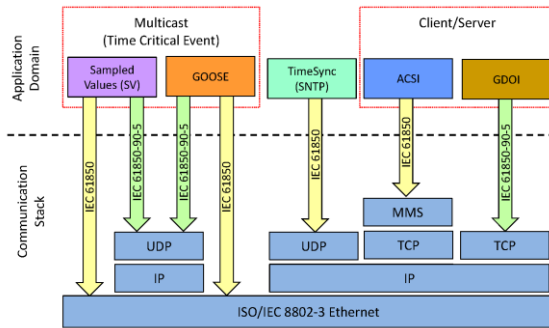 Multicast
(Time Critical Event)
Client/Server
Application
Domain
Sampled
Values (SV)
GOOSE
TimeSync
(SNTP)
ACSI
GDOI
IEC 61850
IEC 61850-90-5
IEC 61850-90-5
IEC 61850
IEC 61850
IEC 61850
IEC 61850-90-5
Communication
Stack
MMS
UDP
UDP
TCP
TCP
IP
IP
ISO/IEC 8802-3 Ethernet